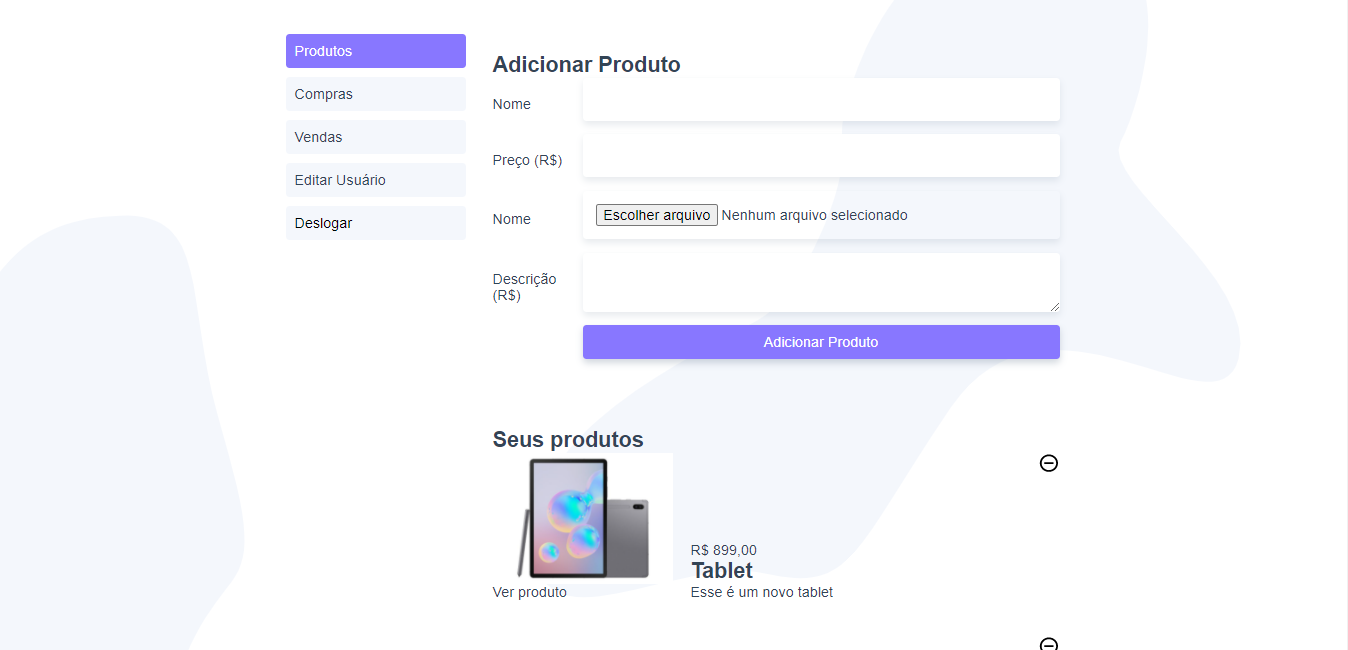 Produtos
Compras
Vendas
Editar Usuário
Deslogar
Adicionar Produto
Nome
Preço (R$)
Nome
Escolher arquivo Nenhum arquivo selecionado
Descrição
(R$)
Adicionar Produto
Seus produtos
R$ 899,00
Tablet
Ver produto
Esse é um novo tablet